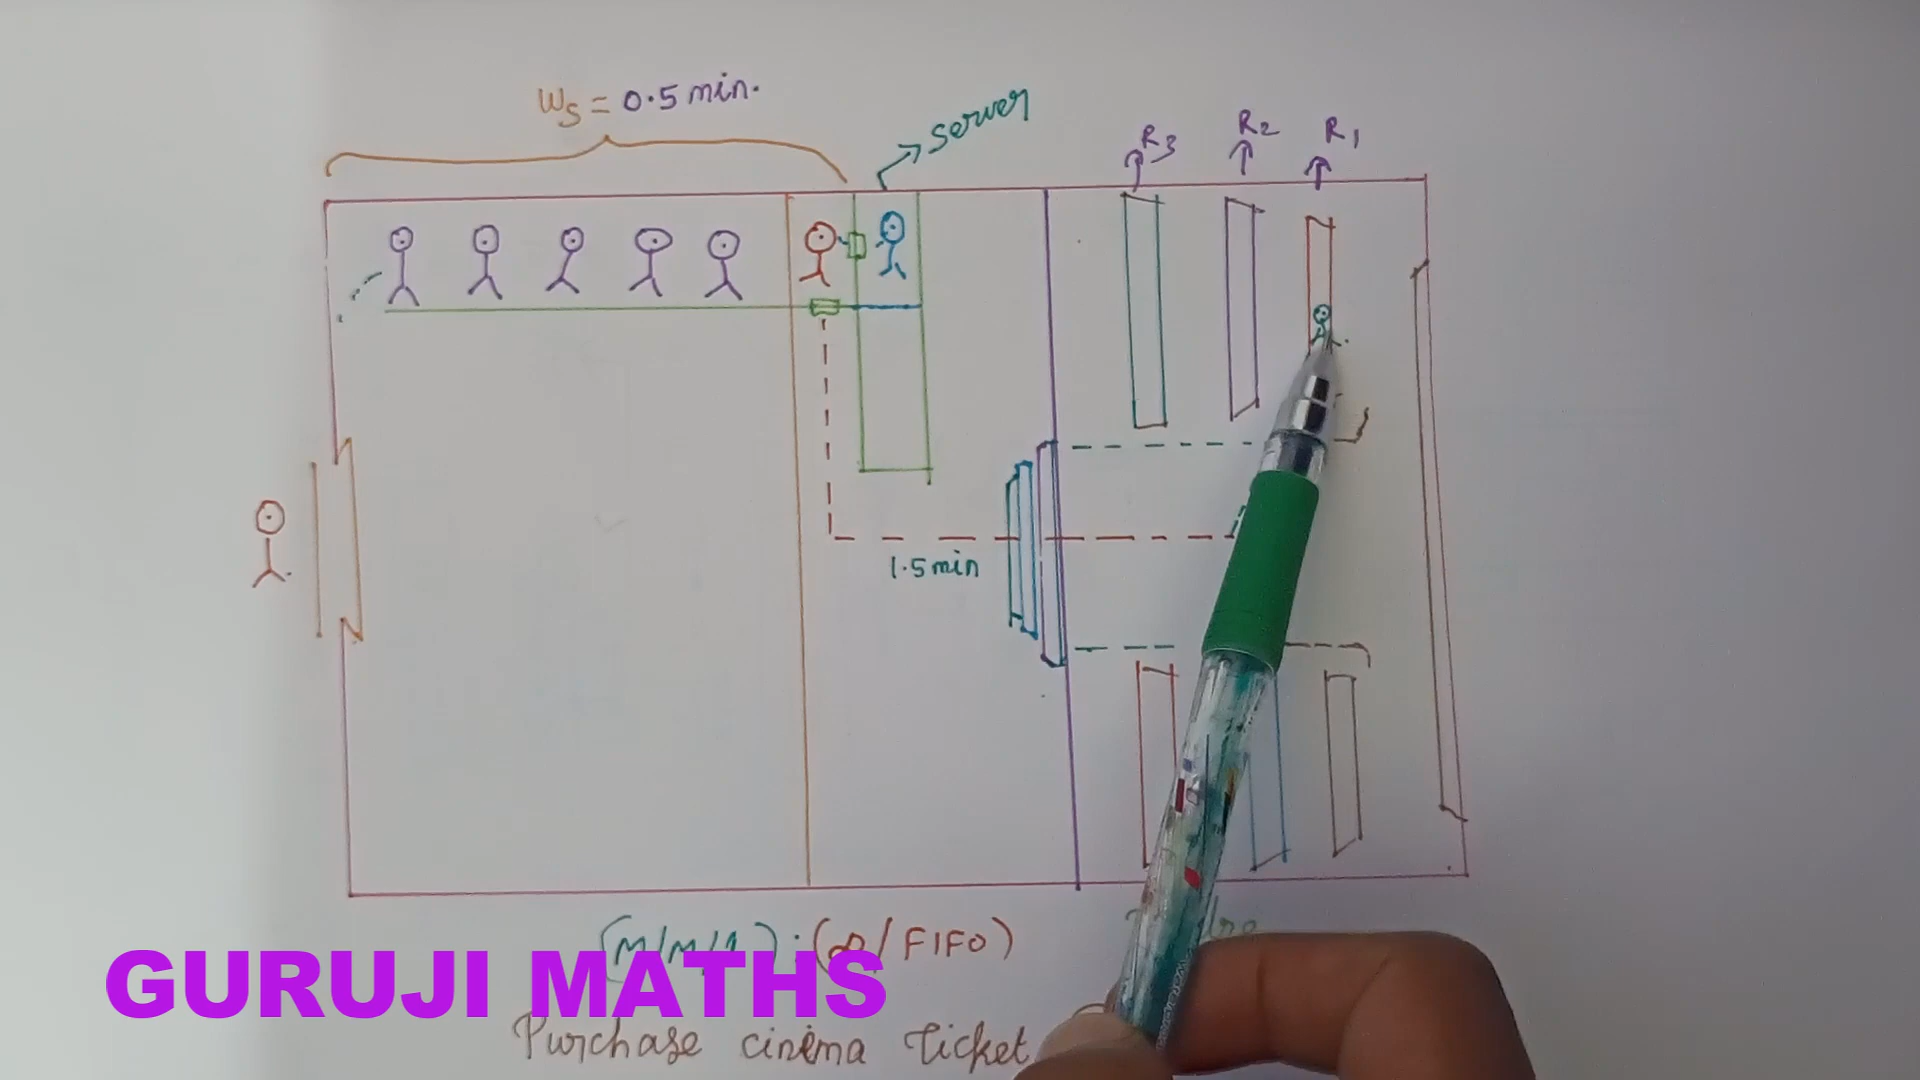 Ws = 0.5 min.
Server
R3 R2 R1
1.5 min
(M/M/1) : (∞/FIFO)
GURUJI MATHS
Purchase cinema Ticket